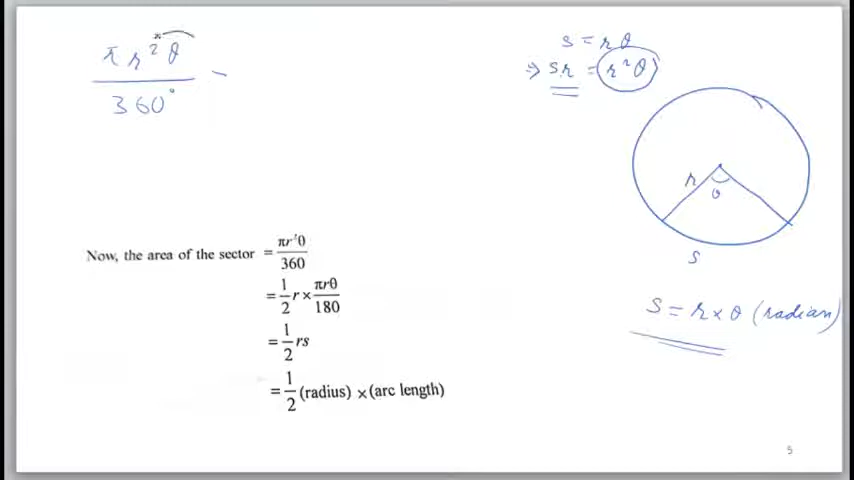 πr²θ / 360° =
s = rθ
⇒ sr = r²θ
r
θ
s
s = r × θ (radian)
Now, the area of the sector = πr²θ / 360
= 1/2 r × πrθ / 180
= 1/2 rs
= 1/2 (radius) × (arc length)
5